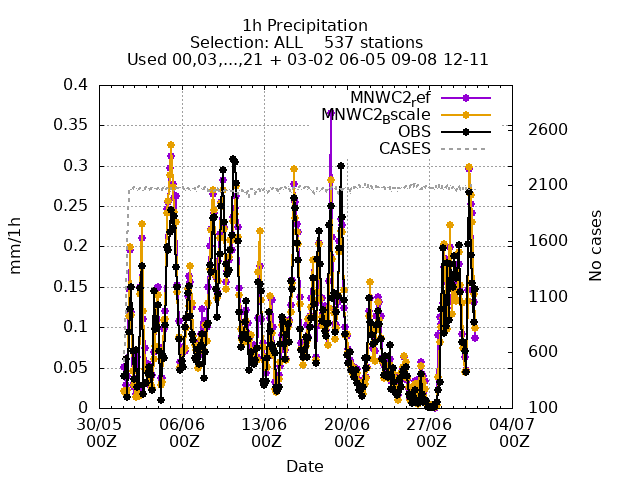 1h Precipitation
Selection: ALL    537 stations
Used 00,03,...,21 + 03-02 06-05 09-08 12-11
MNWC2ref
MNWC2Bscale
OBS
CASES
0.4
0.35
0.3
0.25
0.2
0.15
0.1
0.05
0
mm/1h
2600
2100
1600
1100
600
100
No cases
30/05 06/06 13/06 20/06 27/06 04/07
00Z 00Z 00Z 00Z 00Z 00Z
Date